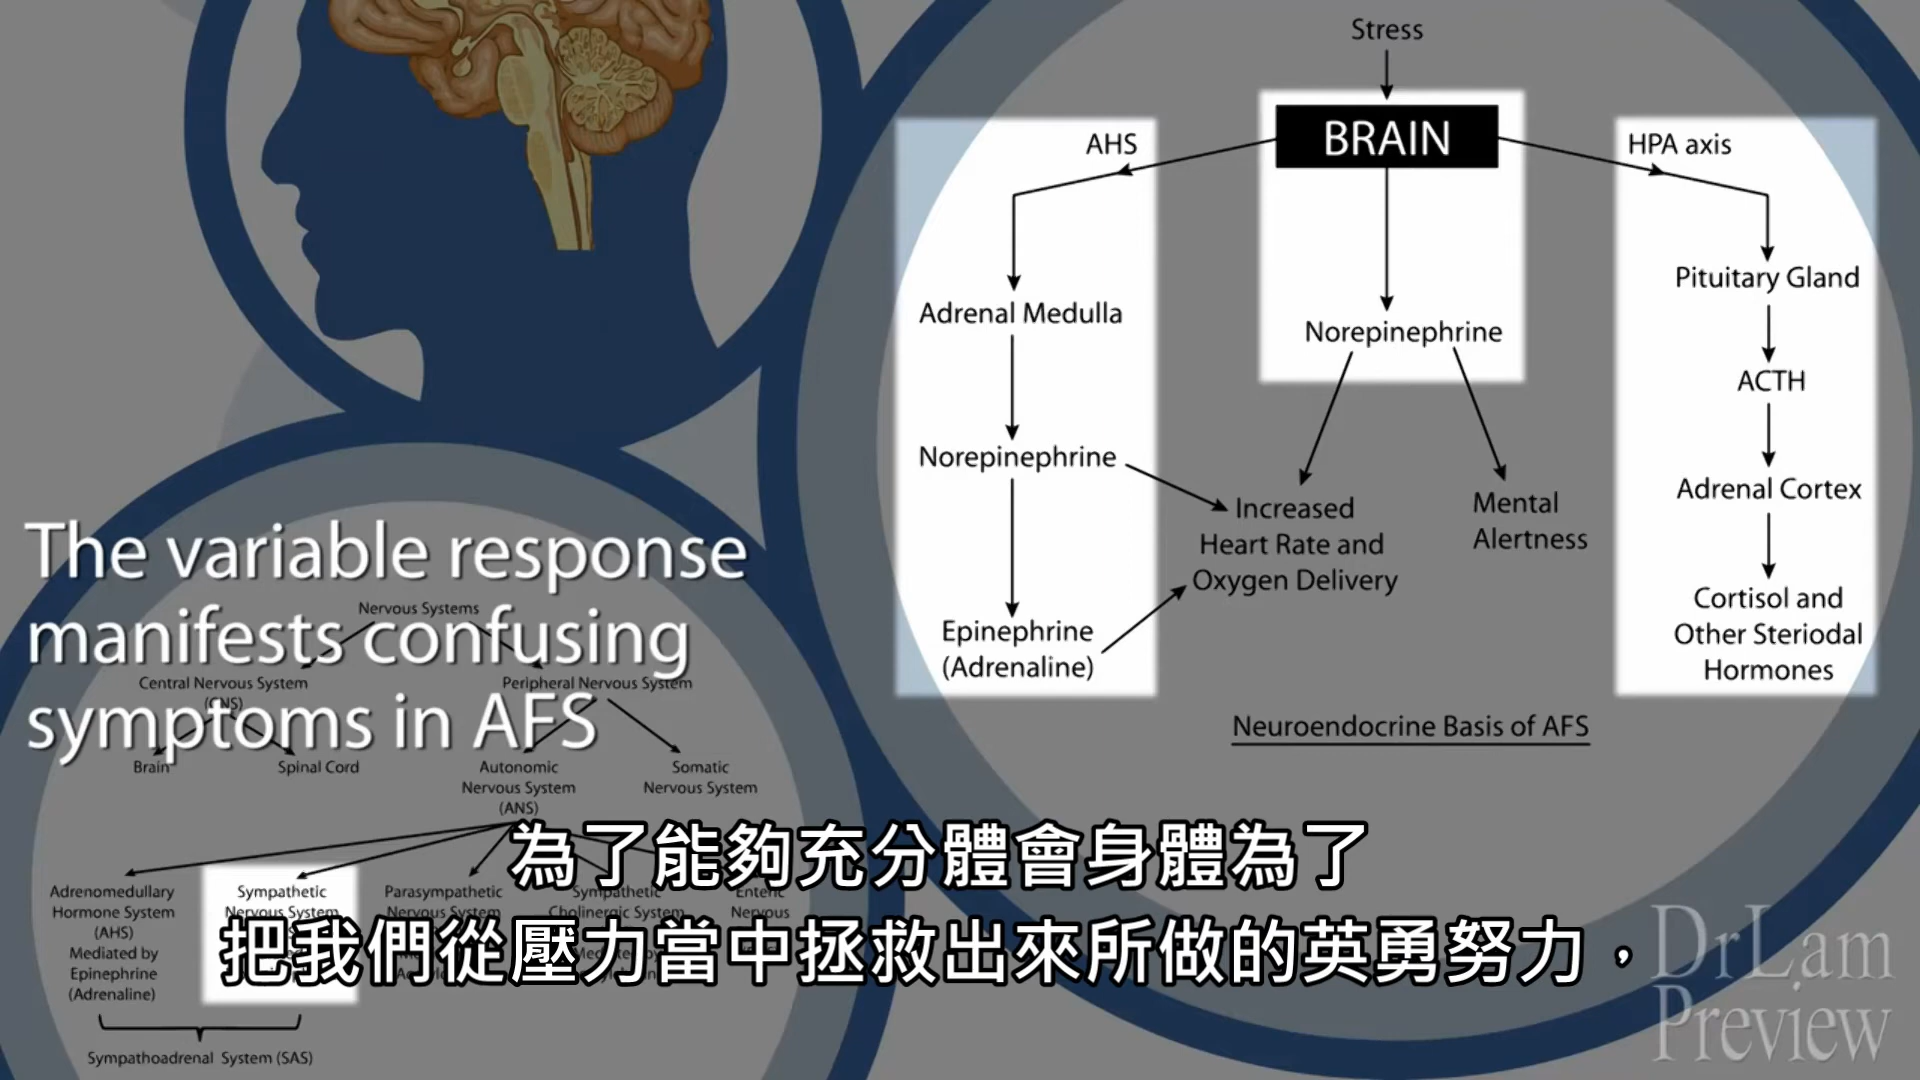 Stress
BRAIN
AHS
HPA axis
Adrenal Medulla
Norepinephrine
Pituitary Gland
ACTH
Norepinephrine
Adrenal Cortex
Increased
Heart Rate and
Oxygen Delivery
Mental
Alertness
Epinephrine
(Adrenaline)
Cortisol and
Other Steriodal
Hormones
Neuroendocrine Basis of AFS
The variable response
manifests confusing
symptoms in AFS
Nervous Systems
Central Nervous System
(CNS)
Peripheral Nervous System
Brain
Spinal Cord
Autonomic
Nervous System
(ANS)
Somatic
Nervous System
Adrenomedullary
Hormone System
(AHS)
Mediated by
Epinephrine
(Adrenaline)
Sympathetic
Nervous System
Parasympathetic
Nervous System
Sympathetic
Cholinergic System
Enteric
Nervous
Sympathoadrenal System (SAS)
為了能夠充分體會身體為了
把我們從壓力當中拯救出來所做的英勇努力，
DrLam
Preview